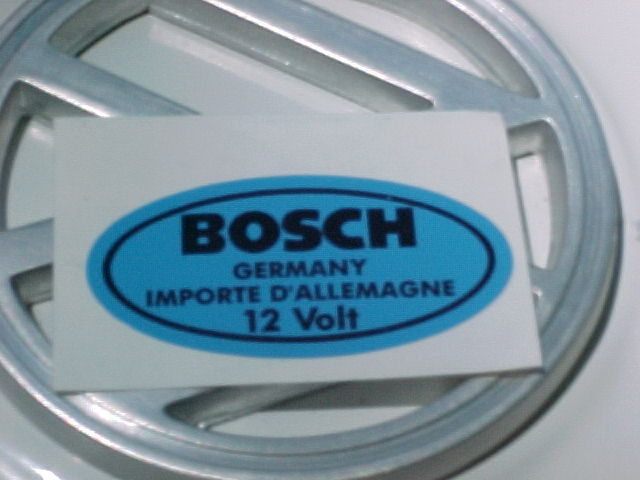 BOSCH
GERMANY
IMPORTE D'ALLEMAGNE
12 Volt